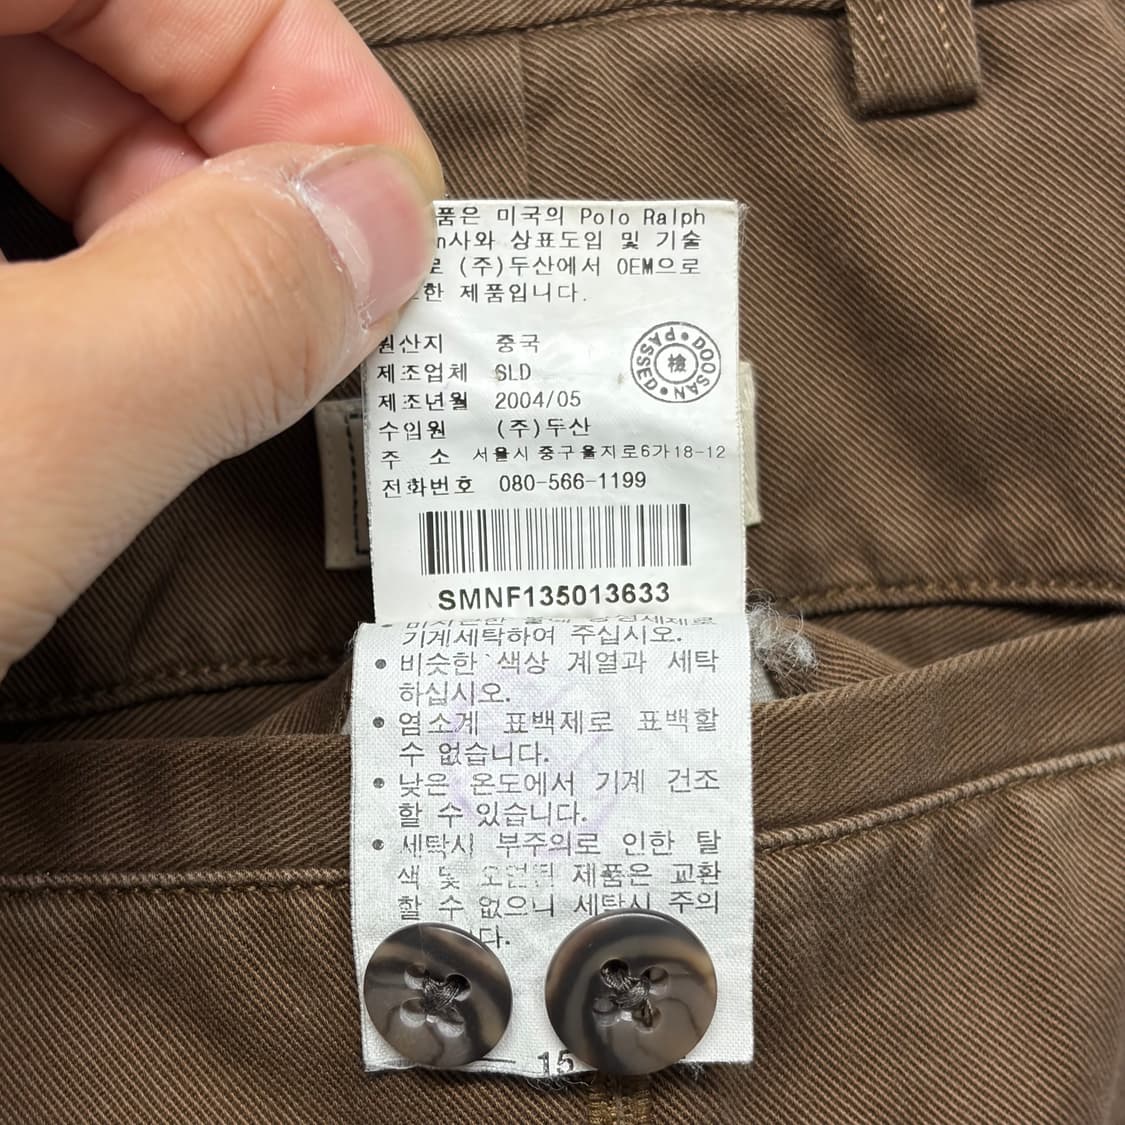 품은 미국의 Polo Ralph
n사와 상표도입 및 기술
로 (주)두산에서 OEM으로
한 제품입니다.
원산지 중국
제조업체 SLD
제조년월 2004/05
수입원 (주)두산
주 소 서울시 중구 을지로6가 18-12
전화번호 080-566-1199
DOOSAN • PASSED •
檢
SMNF135013633
기계세탁하여 주십시오.
• 비슷한 색상 계열과 세탁
하십시오.
• 염소계 표백제로 표백할
수 없습니다.
• 낮은 온도에서 기계 건조
할 수 있습니다.
• 세탁시 부주의로 인한 탈
색 및 오염된 제품은 교환
할 수 없으니 세탁시 주의
다.
15